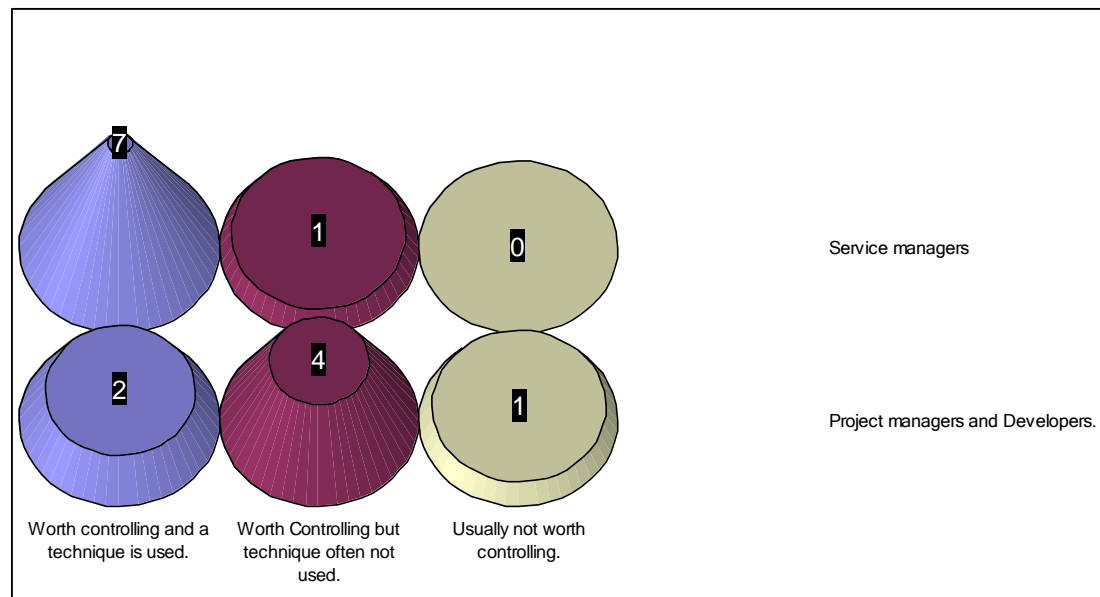 7
1
0
Service managers
2
4
1
Project managers and Developers.
Worth controlling and a
technique is used.
Worth Controlling but
technique often not
used.
Usually not worth
controlling.